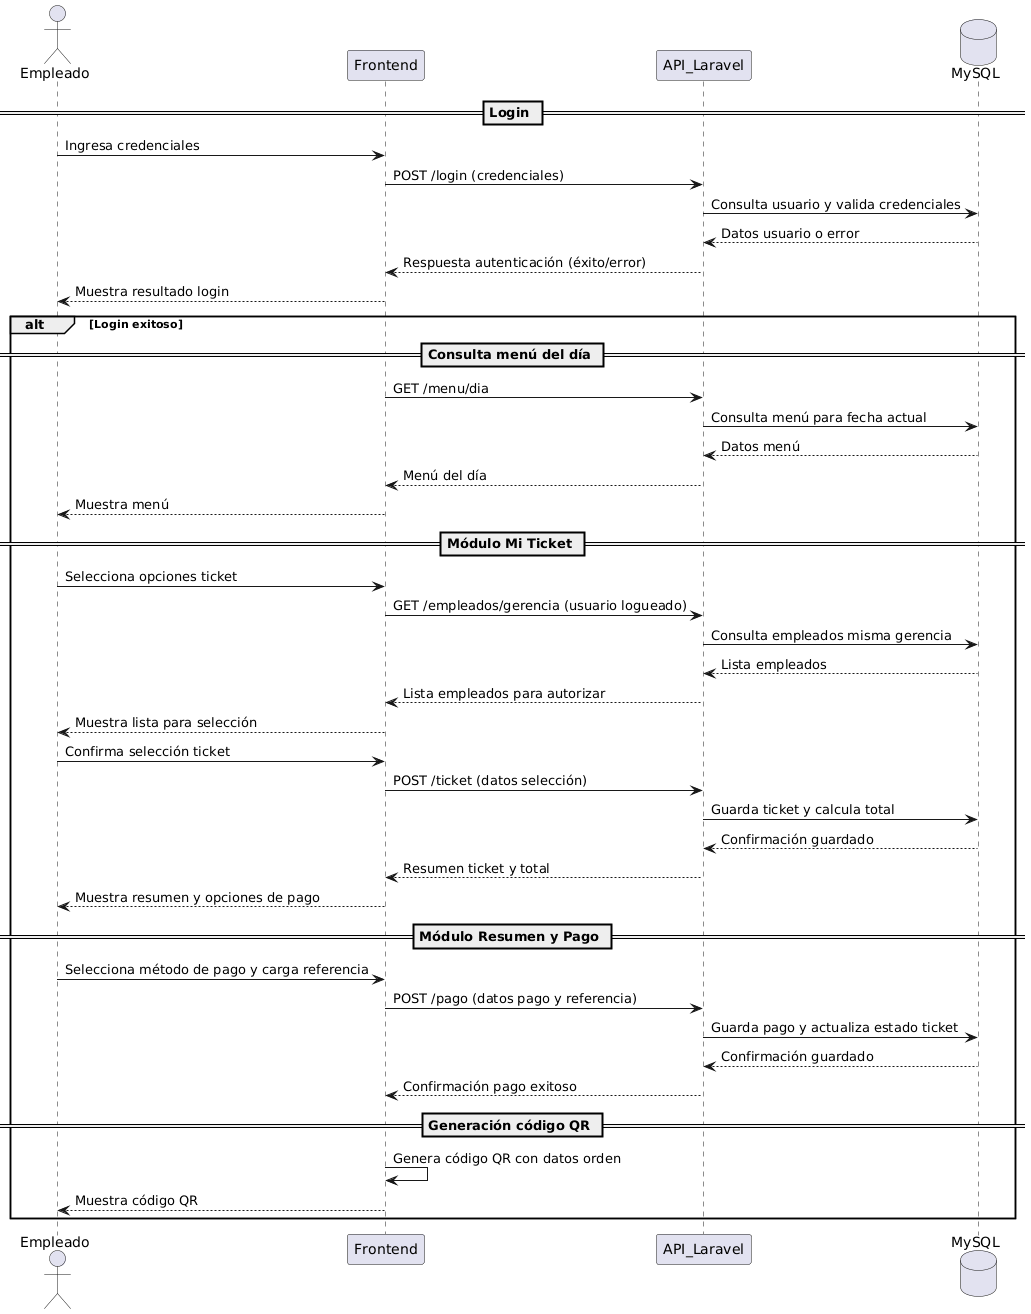 Empleado
Frontend
API_Laravel
MySQL
Login
Ingresa credenciales
POST /login (credenciales)
Consulta usuario y valida credenciales
Datos usuario o error
Respuesta autenticación (éxito/error)
Muestra resultado login
alt [Login exitoso]
Consulta menú del día
GET /menu/dia
Consulta menú para fecha actual
Datos menú
Menú del día
Muestra menú
Módulo Mi Ticket
Selecciona opciones ticket
GET /empleados/gerencia (usuario logueado)
Consulta empleados misma gerencia
Lista empleados
Lista empleados para autorizar
Muestra lista para selección
Confirma selección ticket
POST /ticket (datos selección)
Guarda ticket y calcula total
Confirmación guardado
Resumen ticket y total
Muestra resumen y opciones de pago
Módulo Resumen y Pago
Selecciona método de pago y carga referencia
POST /pago (datos pago y referencia)
Guarda pago y actualiza estado ticket
Confirmación guardado
Confirmación pago exitoso
Generación código QR
Genera código QR con datos orden
Muestra código QR
Empleado
Frontend
API_Laravel
MySQL